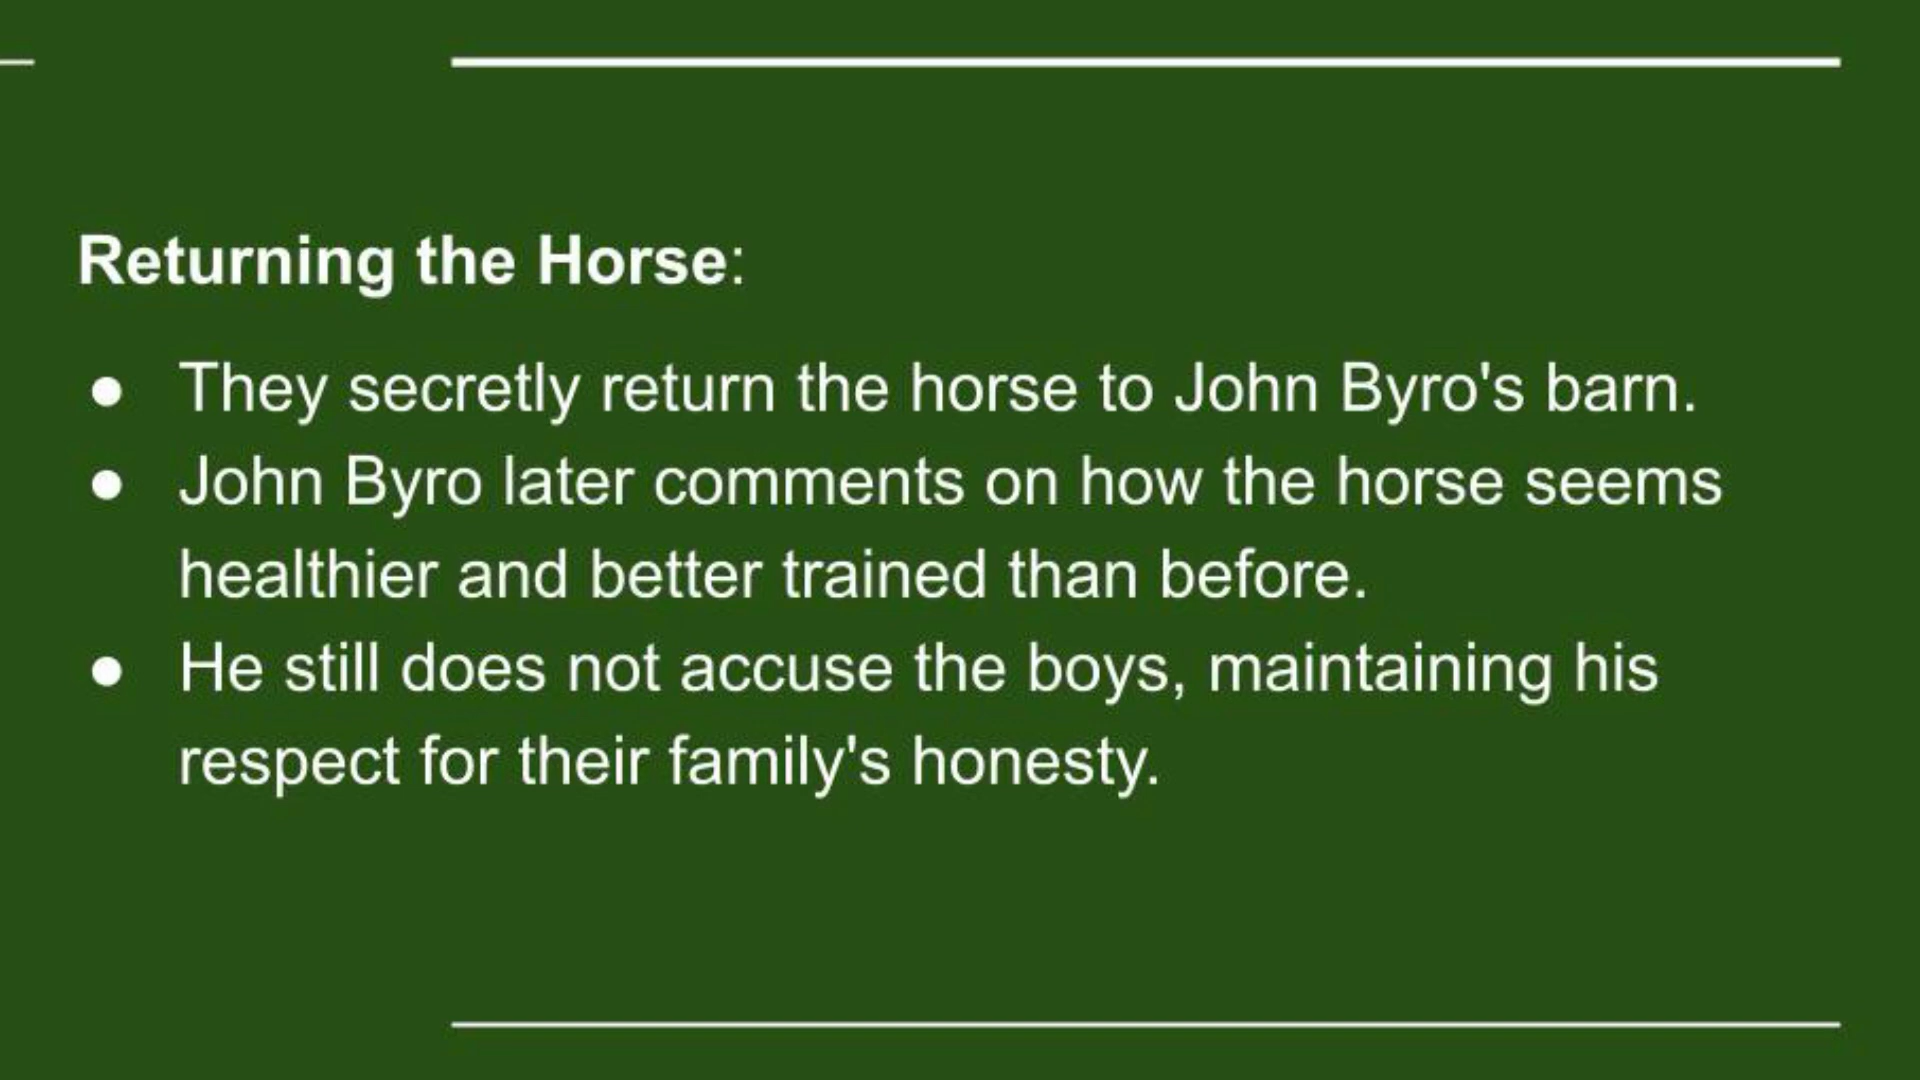 Returning the Horse:
● They secretly return the horse to John Byro's barn.
● John Byro later comments on how the horse seems
healthier and better trained than before.
● He still does not accuse the boys, maintaining his
respect for their family's honesty.